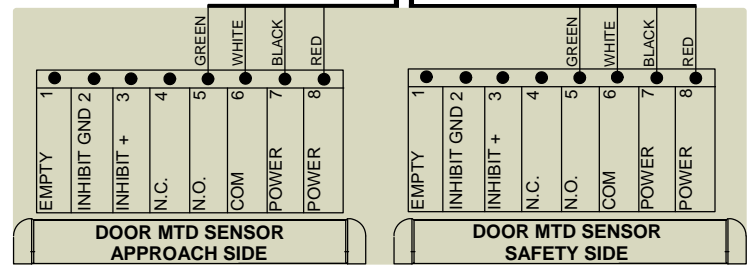 GREEN
WHITE
BLACK
RED
1 EMPTY
INHIBIT GND 2
INHIBIT + 3
N.C. 4
N.O. 5
COM 6
POWER 7
POWER 8
DOOR MTD SENSOR
APPROACH SIDE
GREEN
WHITE
BLACK
RED
1 EMPTY
INHIBIT GND 2
INHIBIT + 3
N.C. 4
N.O. 5
COM 6
POWER 7
POWER 8
DOOR MTD SENSOR
SAFETY SIDE